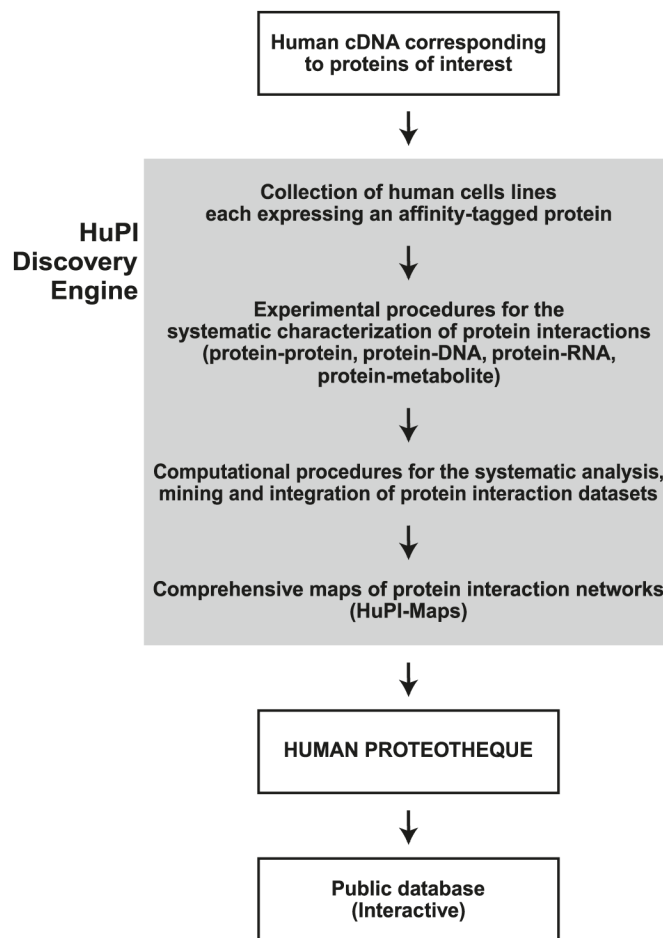 Human cDNA corresponding
to proteins of interest
HuPI
Discovery
Engine
Collection of human cells lines
each expressing an affinity-tagged protein
Experimental procedures for the
systematic characterization of protein interactions
(protein-protein, protein-DNA, protein-RNA,
protein-metabolite)
Computational procedures for the systematic analysis,
mining and integration of protein interaction datasets
Comprehensive maps of protein interaction networks
(HuPI-Maps)
HUMAN PROTEOTHEQUE
Public database
(Interactive)